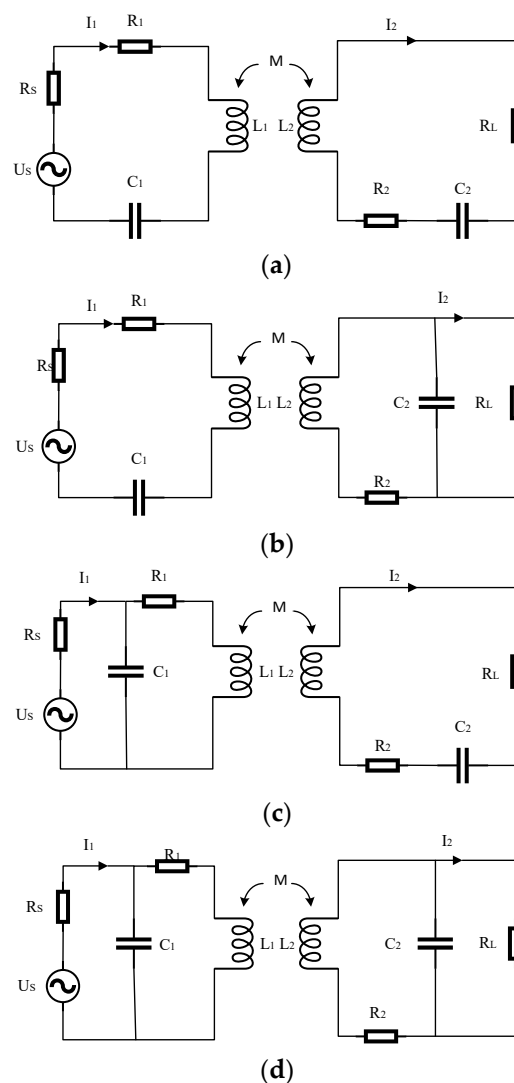 I1 R1
M
I2
RS
L1 L2
RL
US
C1
R2 C2
(a)
I1 R1
M
I2
RS
L1 L2
C2
RL
US
C1
R2
(b)
I1 R1
M
I2
RS
C1
L1 L2
RL
US
R2 C2
(c)
I1 R1
M
I2
RS
C1
L1 L2
C2
RL
US
R2
(d)